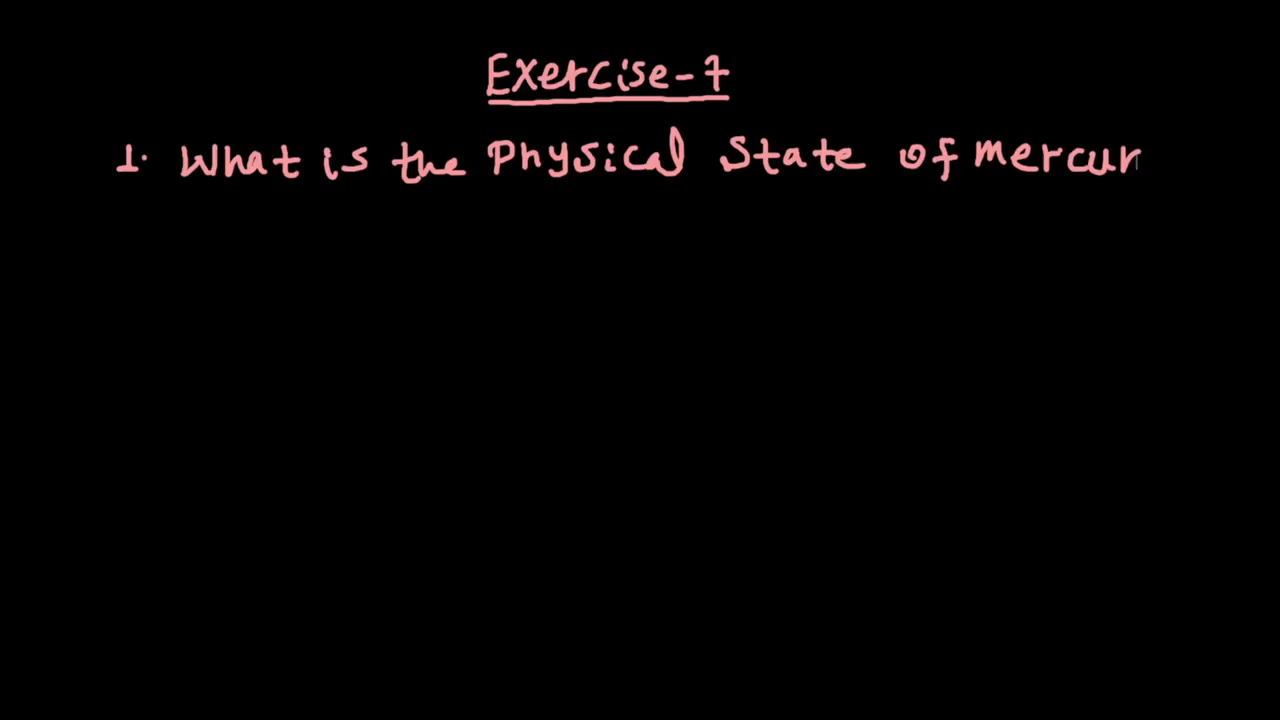 Exercise-7
1. What is the Physical State of mercur